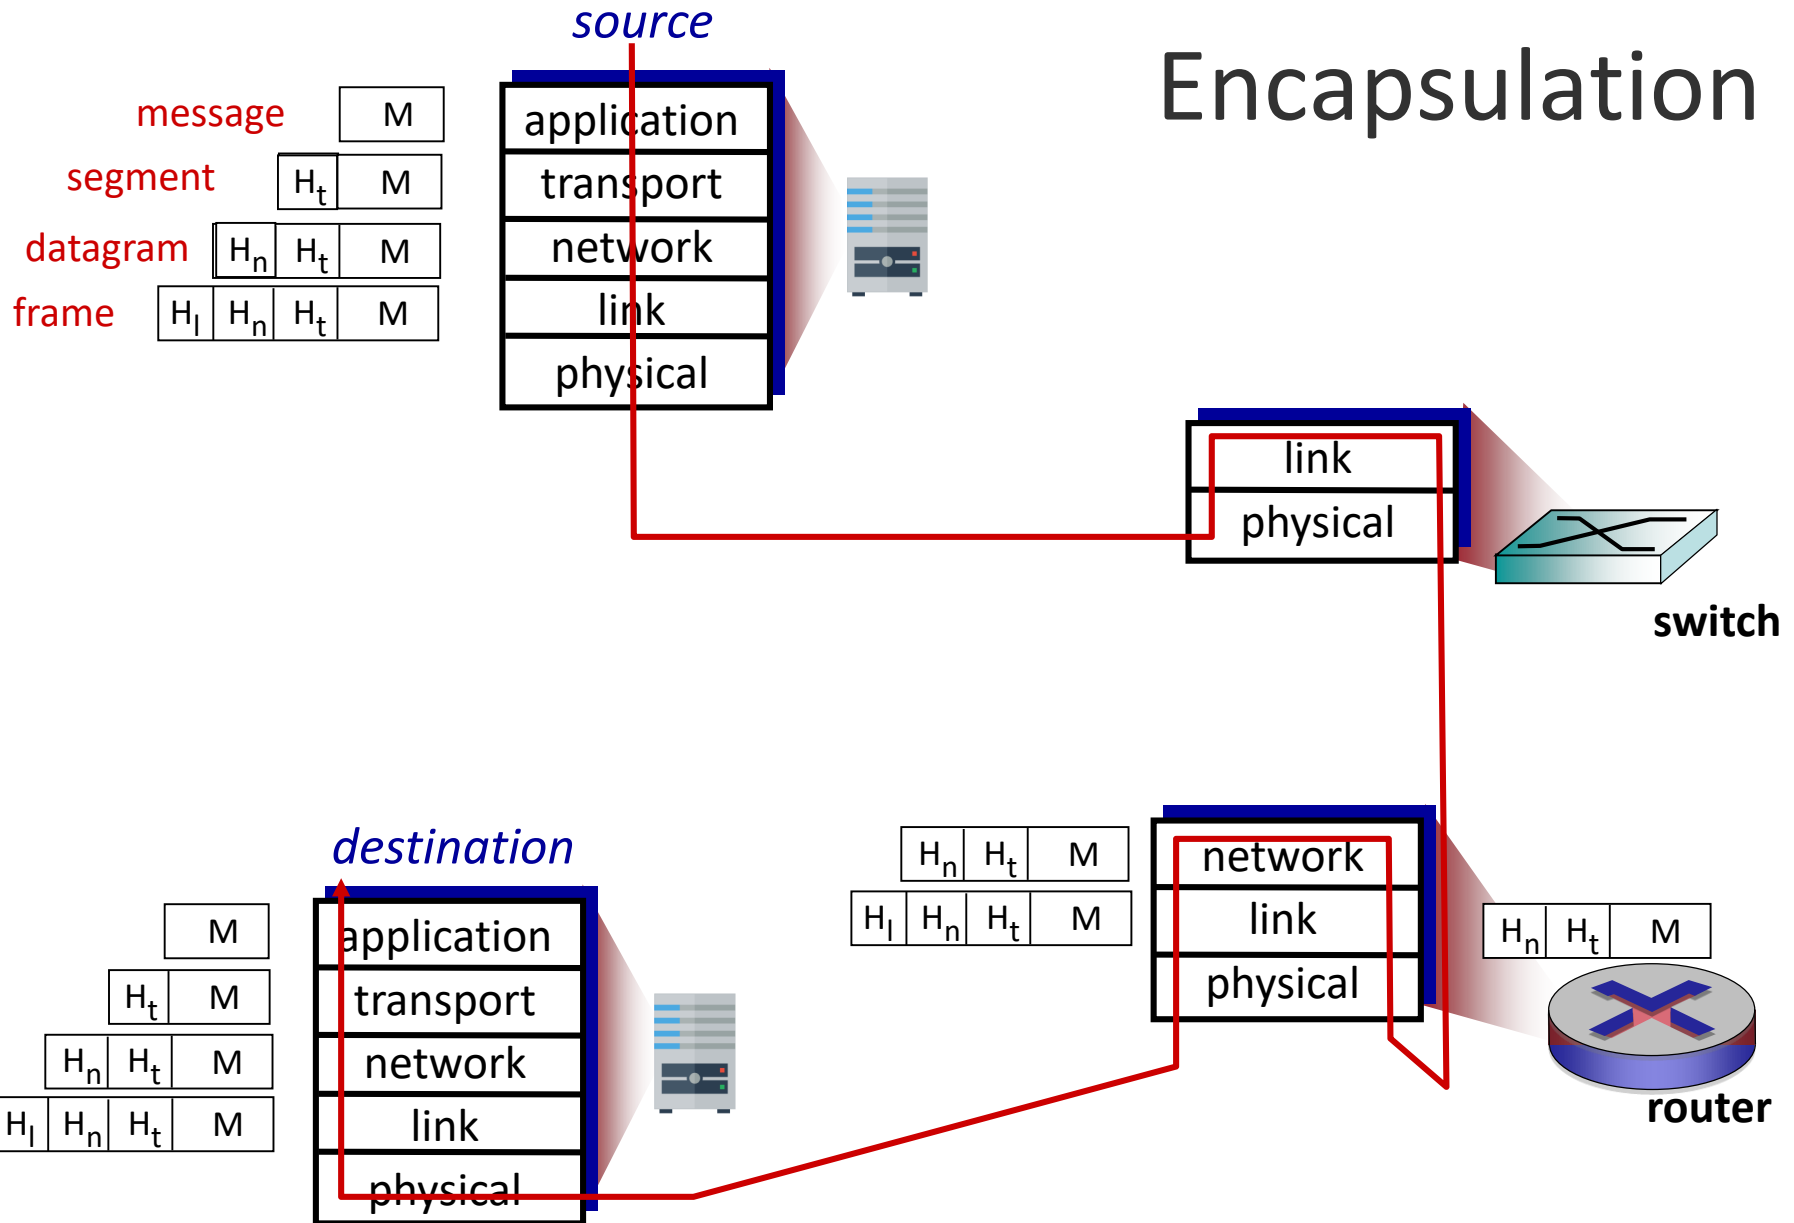 source
Encapsulation
message M application
segment Ht M transport
datagram Hn Ht M network
frame Hl Hn Ht M link
physical
link
physical
switch
destination
Hn Ht M network
Hl Hn Ht M link
Hn Ht M
physical
router
M application
Ht M transport
Hn Ht M network
Hl Hn Ht M link
physical